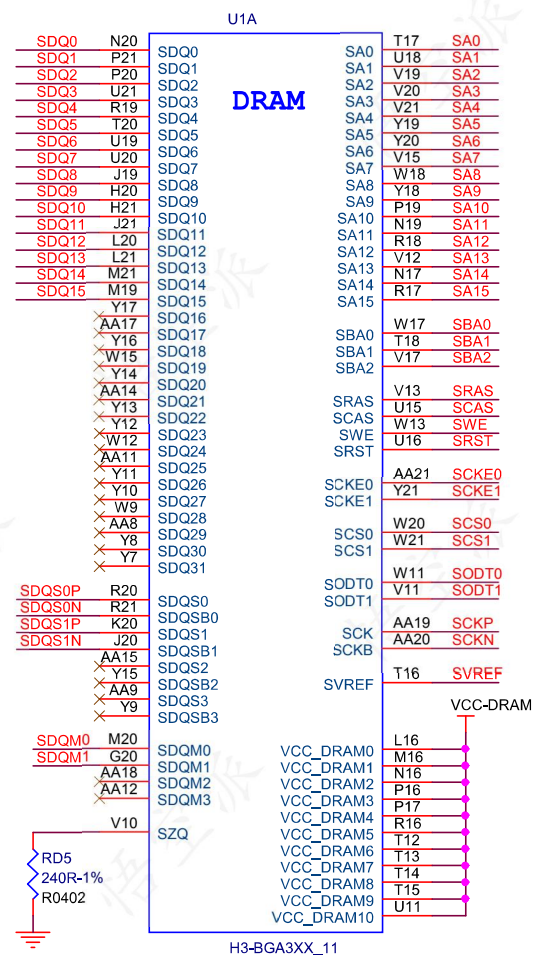 U1A
DRAM
SDQ0 N20 SDQ0
SDQ1 P21 SDQ1
SDQ2 P20 SDQ2
SDQ3 U21 SDQ3
SDQ4 R19 SDQ4
SDQ5 T20 SDQ5
SDQ6 U19 SDQ6
SDQ7 U20 SDQ7
SDQ8 J19 SDQ8
SDQ9 H20 SDQ9
SDQ10 H21 SDQ10
SDQ11 J21 SDQ11
SDQ12 L20 SDQ12
SDQ13 L21 SDQ13
SDQ14 M21 SDQ14
SDQ15 M19 SDQ15
Y17 SDQ16
AA17 SDQ17
Y16 SDQ18
W15 SDQ19
Y14 SDQ20
AA14 SDQ21
Y13 SDQ22
Y12 SDQ23
W12 SDQ24
AA11 SDQ25
Y11 SDQ26
Y10 SDQ27
W9 SDQ28
AA8 SDQ29
Y8 SDQ30
Y7 SDQ31
SDQS0P R20 SDQS0
SDQS0N R21 SDQSB0
SDQS1P K20 SDQS1
SDQS1N J20 SDQSB1
AA15 SDQS2
Y15 SDQSB2
AA9 SDQS3
Y9 SDQSB3
SDQM0 M20 SDQM0
SDQM1 G20 SDQM1
AA18 SDQM2
AA12 SDQM3
V10 SZQ
RD5
240R-1%
R0402
SA0 T17 SA0
SA1 U18 SA1
SA2 V19 SA2
SA3 V20 SA3
SA4 V21 SA4
SA5 Y19 SA5
SA6 Y20 SA6
SA7 V15 SA7
SA8 W18 SA8
SA9 Y18 SA9
SA10 P19 SA10
SA11 N19 SA11
SA12 R18 SA12
SA13 V12 SA13
SA14 N17 SA14
SA15 R17 SA15
SBA0 W17 SBA0
SBA1 T18 SBA1
SBA2 V17 SBA2
SRAS V13 SRAS
SCAS U15 SCAS
SWE W13 SWE
SRST U16 SRST
SCKE0 AA21 SCKE0
SCKE1 Y21 SCKE1
SCS0 W20 SCS0
SCS1 W21 SCS1
SODT0 W11 SODT0
SODT1 V11 SODT1
SCK AA19 SCKP
SCKB AA20 SCKN
SVREF T16 SVREF
VCC-DRAM
VCC_DRAM0 L16
VCC_DRAM1 M16
VCC_DRAM2 N16
VCC_DRAM3 P16
VCC_DRAM4 P17
VCC_DRAM5 R16
VCC_DRAM6 T12
VCC_DRAM7 T13
VCC_DRAM8 T14
VCC_DRAM9 T15
VCC_DRAM10 U11
H3-BGA3XX_11
悟空派